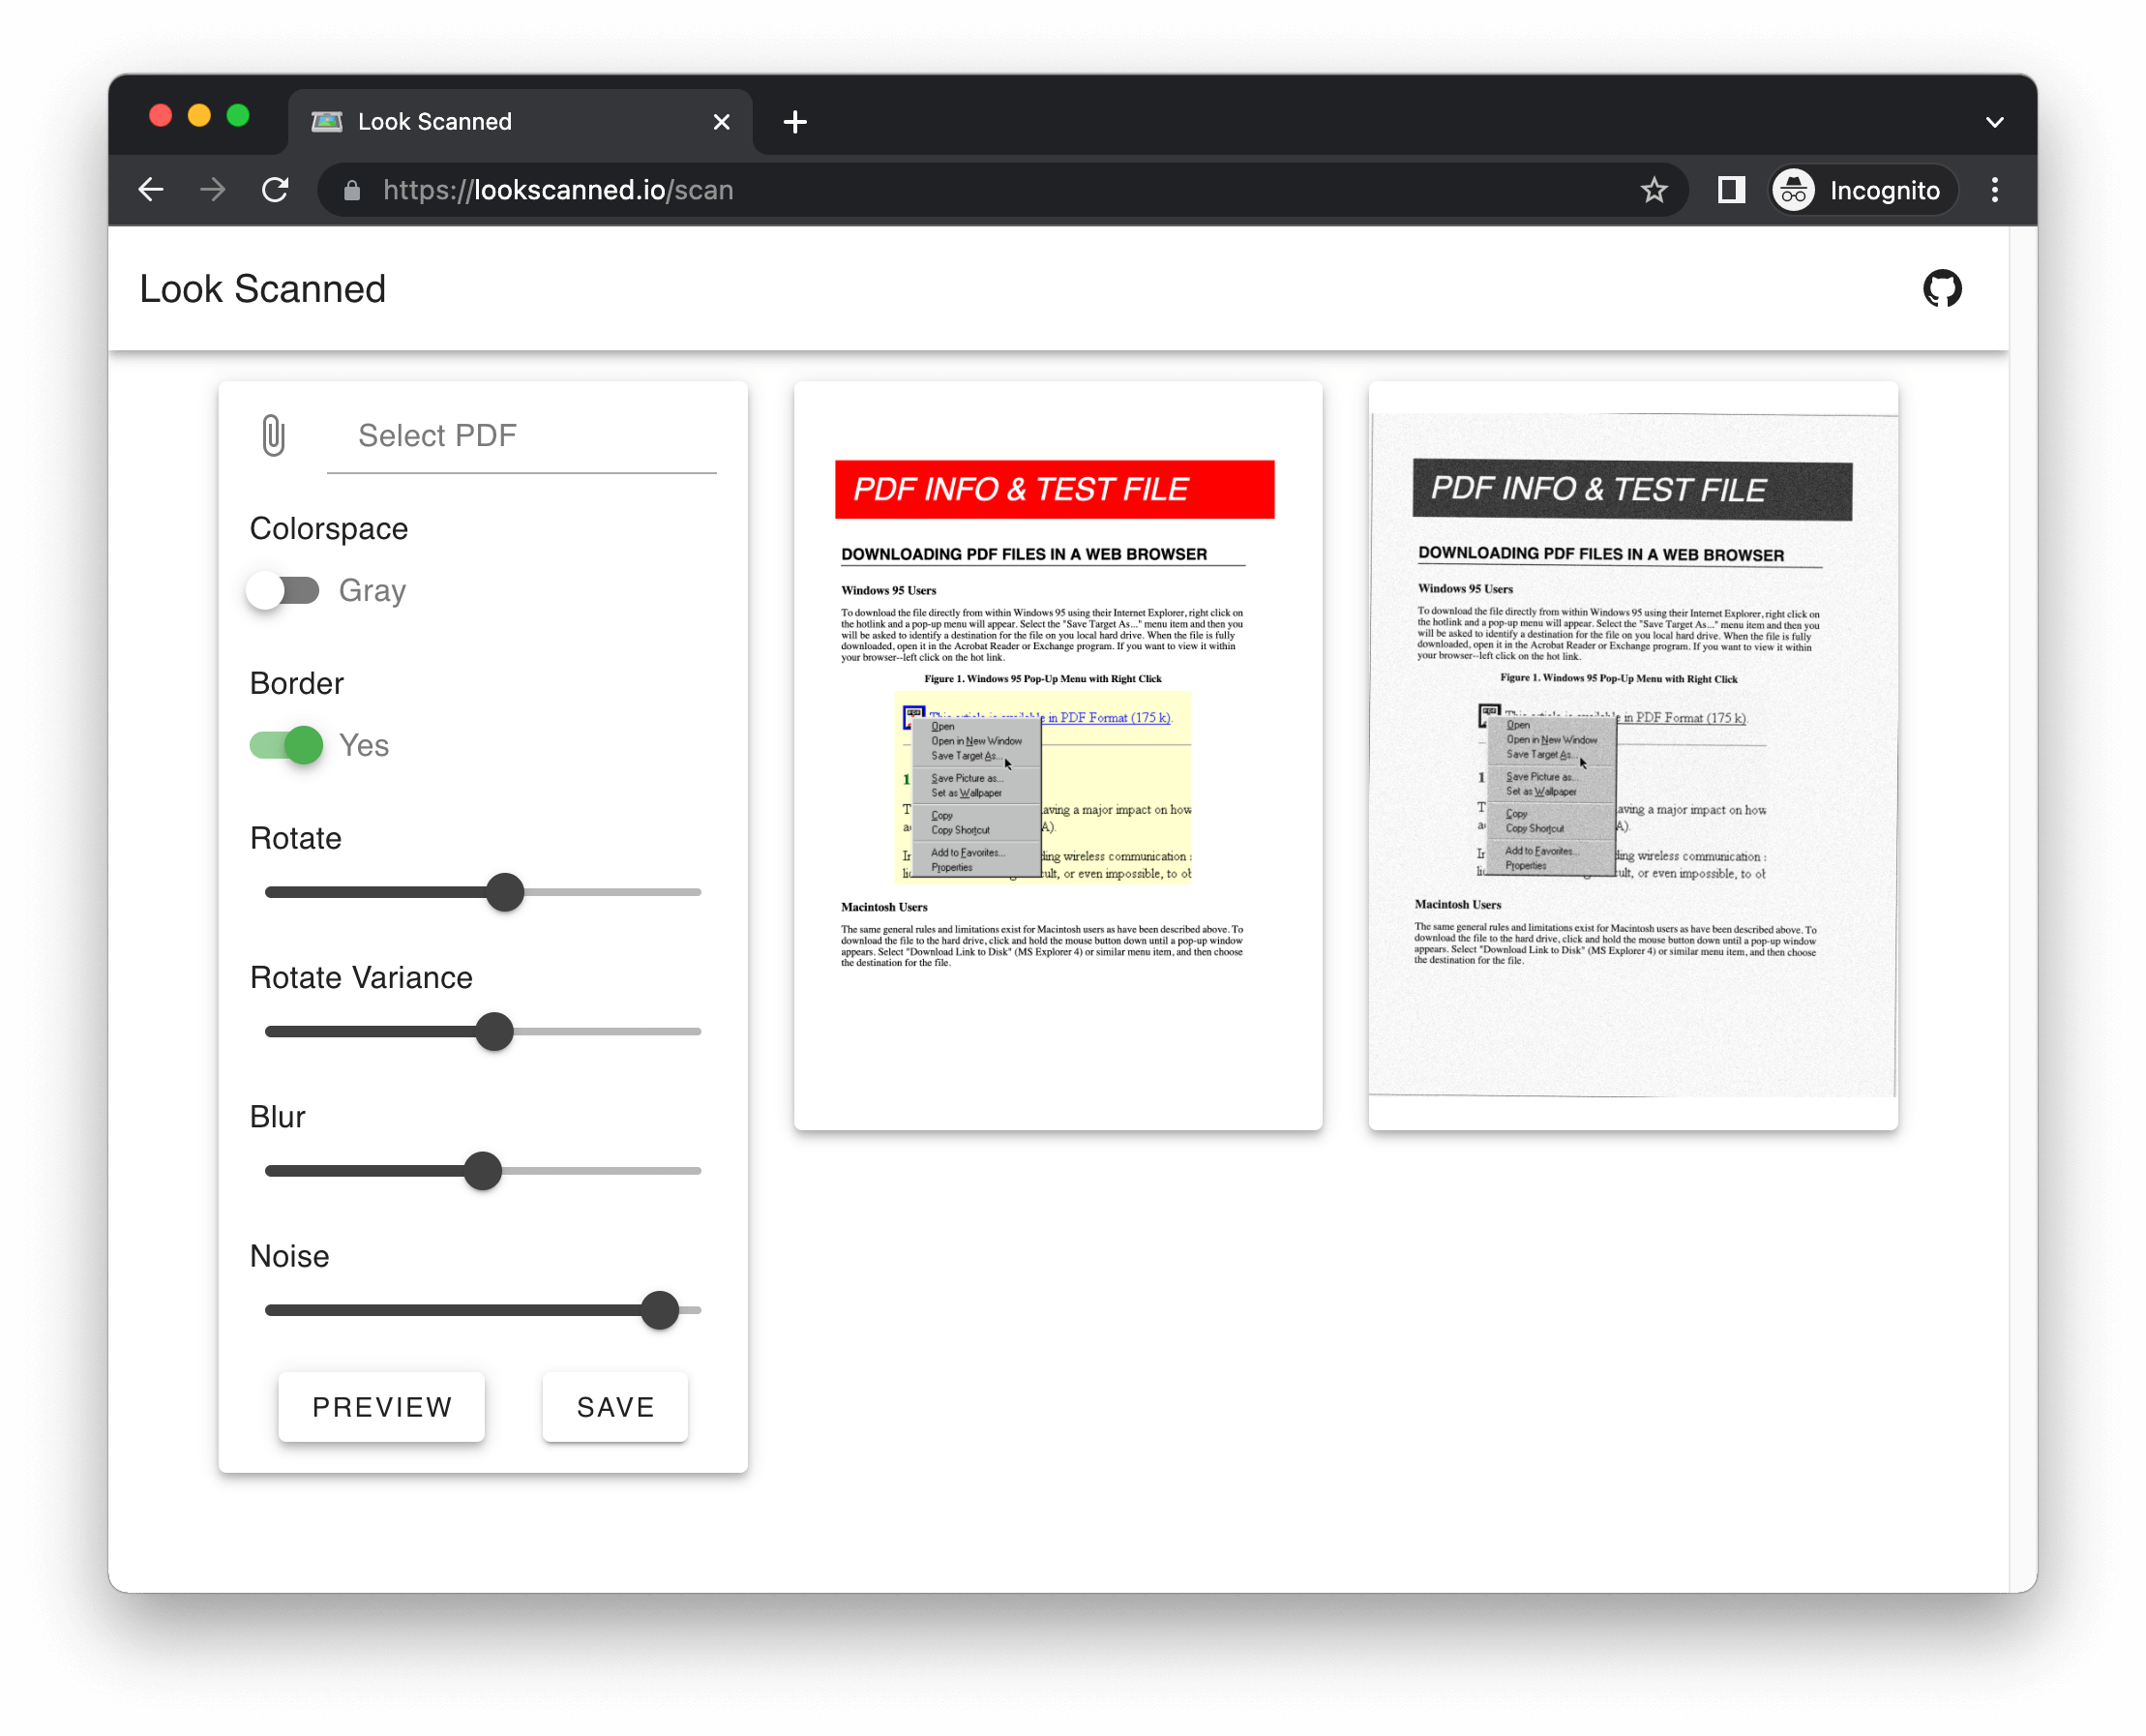 Look Scanned
https://lookscanned.io/scan
Incognito
Look Scanned
Select PDF
Colorspace
Gray
Border
Yes
Rotate
Rotate Variance
Blur
Noise
PREVIEW
SAVE
PDF INFO & TEST FILE
DOWNLOADING PDF FILES IN A WEB BROWSER
Windows 95 Users
To download the file directly from within Windows 95 using their Internet Explorer, right click on
the hotlink and a pop-up menu will appear. Select the "Save Target As..." menu item and then you
will be asked to identify a destination for the file on you local hard drive. When the file is fully
downloaded, open it in the Acrobat Reader or Exchange program. If you want to view it within
your browser--left click on the hot link.
Figure 1. Windows 95 Pop-Up Menu with Right Click
This article is available in PDF Format (175 k).
Open
Open in New Window
Save Target As...
Save Picture as...
Set as Wallpaper
Copy
Copy Shortcut
Add to Favorites...
Properties
1
aving a major impact on how
A).
ding wireless communication
cult, or even impossible, to ob
Macintosh Users
The same general rules and limitations exist for Macintosh users as have been described above. To
download the file to the hard drive, click and hold the mouse button down until a pop-up window
appears. Select "Download Link to Disk" (MS Explorer 4) or similar menu item, and then choose
the destination for the file.
PDF INFO & TEST FILE
DOWNLOADING PDF FILES IN A WEB BROWSER
Windows 95 Users
To download the file directly from within Windows 95 using their Internet Explorer, right click on
the hotlink and a pop-up menu will appear. Select the "Save Target As..." menu item and then you
will be asked to identify a destination for the file on you local hard drive. When the file is fully
downloaded, open it in the Acrobat Reader or Exchange program. If you want to view it within
your browser--left click on the hot link.
Figure 1. Windows 95 Pop-Up Menu with Right Click
This article is available in PDF Format (175 k).
Open
Open in New Window
Save Target As...
Save Picture as...
Set as Wallpaper
Copy
Copy Shortcut
Add to Favorites...
Properties
1
aving a major impact on how
A).
ding wireless communication
cult, or even impossible, to ob
Macintosh Users
The same general rules and limitations exist for Macintosh users as have been described above. To
download the file to the hard drive, click and hold the mouse button down until a pop-up window
appears. Select "Download Link to Disk" (MS Explorer 4) or similar menu item, and then choose
the destination for the file.